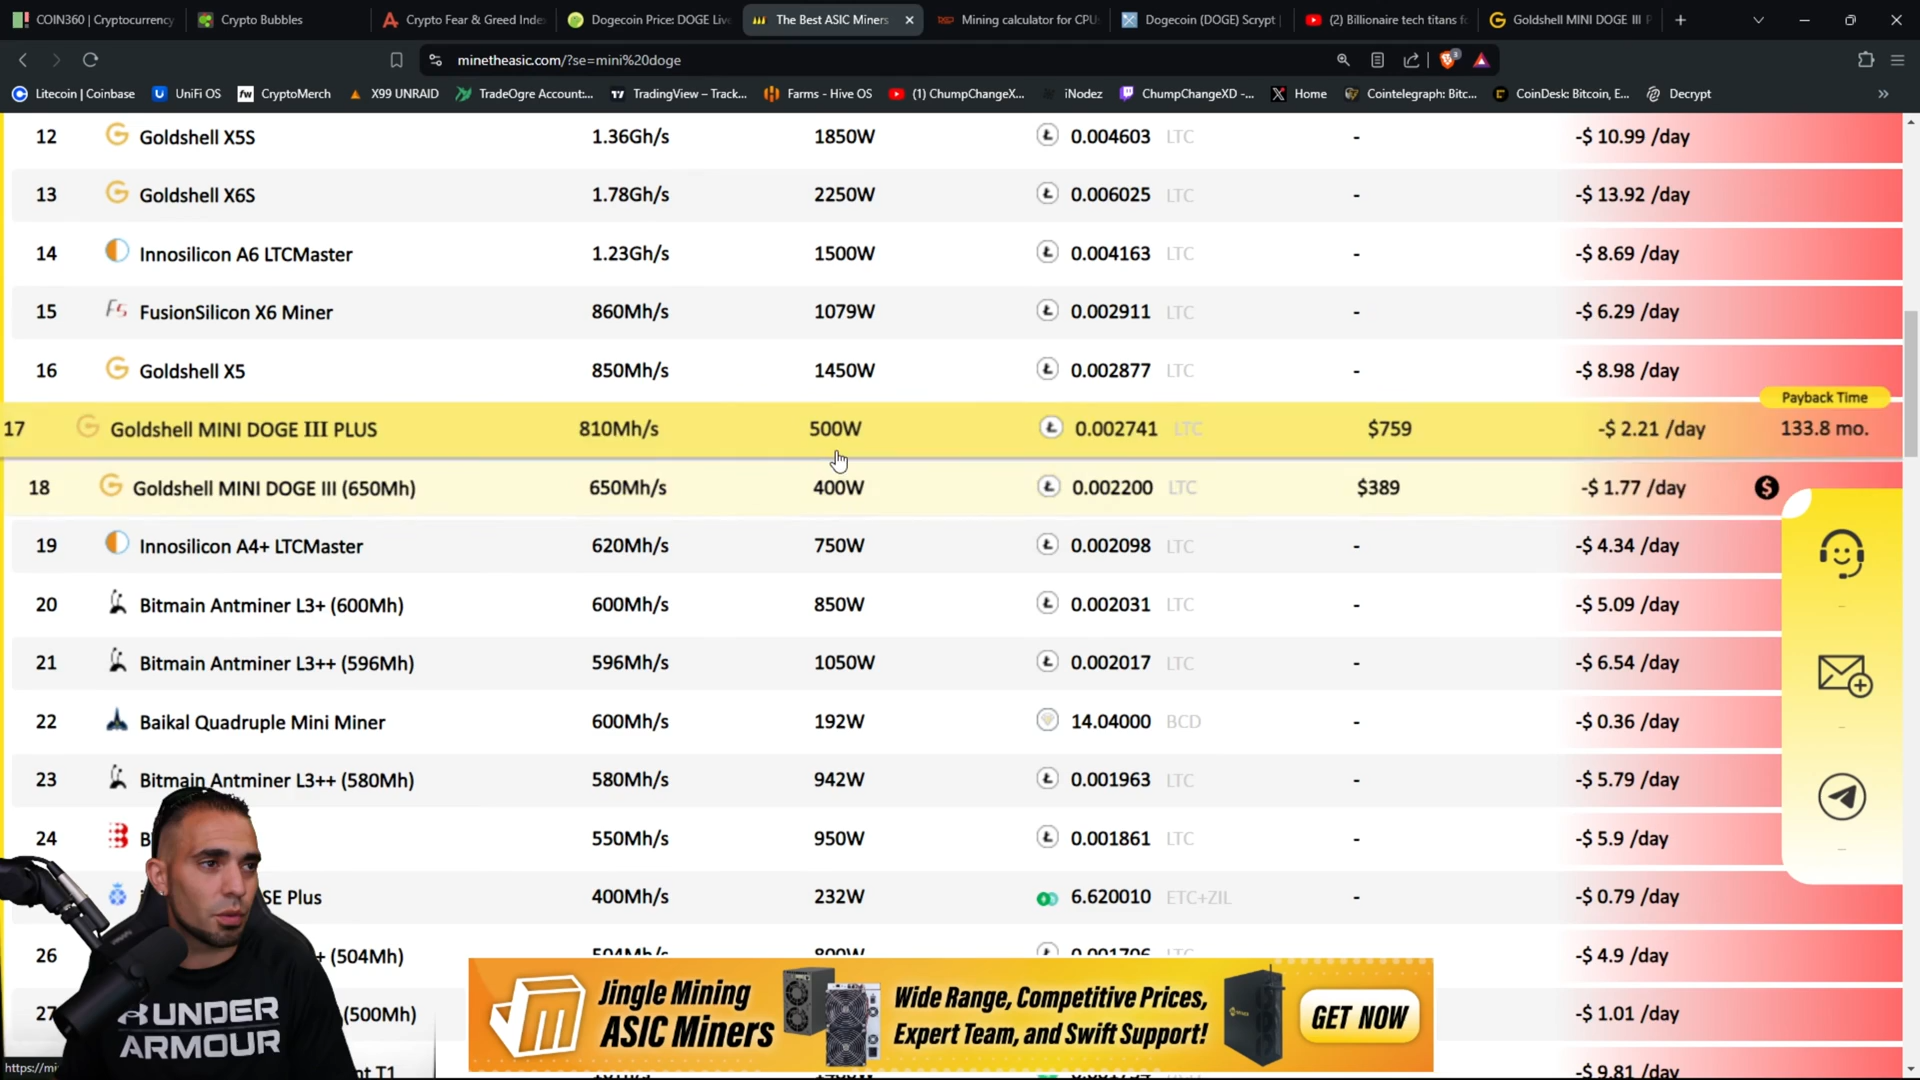 COIN360 | Cryptocurrency
Crypto Bubbles
Crypto Fear & Greed Inde
Dogecoin Price: DOGE Live
The Best ASIC Miners
Mining calculator for CPU
Dogecoin (DOGE) Scrypt
(2) Billionaire tech titans f
Goldshell MINI DOGE III P
minetheasic.com/?se=mini%20doge
Litecoin | Coinbase
UniFi OS
CryptoMerch
X99 UNRAID
TradeOgre Account:...
TradingView – Track...
Farms - Hive OS
(1) ChumpChangeX...
iNodez
ChumpChangeXD -...
Home
Cointelegraph: Bitc...
CoinDesk: Bitcoin, E...
Decrypt
12 Goldshell X5S 1.36Gh/s 1850W 0.004603 LTC - -$ 10.99 /day
13 Goldshell X6S 1.78Gh/s 2250W 0.006025 LTC - -$ 13.92 /day
14 Innosilicon A6 LTCMaster 1.23Gh/s 1500W 0.004163 LTC - -$ 8.69 /day
15 FusionSilicon X6 Miner 860Mh/s 1079W 0.002911 LTC - -$ 6.29 /day
16 Goldshell X5 850Mh/s 1450W 0.002877 LTC - -$ 8.98 /day
Payback Time
17 Goldshell MINI DOGE III PLUS 810Mh/s 500W 0.002741 LTC $759 -$ 2.21 /day 133.8 mo.
18 Goldshell MINI DOGE III (650Mh) 650Mh/s 400W 0.002200 LTC $389 -$ 1.77 /day
19 Innosilicon A4+ LTCMaster 620Mh/s 750W 0.002098 LTC - -$ 4.34 /day
20 Bitmain Antminer L3+ (600Mh) 600Mh/s 850W 0.002031 LTC - -$ 5.09 /day
21 Bitmain Antminer L3++ (596Mh) 596Mh/s 1050W 0.002017 LTC - -$ 6.54 /day
22 Baikal Quadruple Mini Miner 600Mh/s 192W 14.04000 BCD - -$ 0.36 /day
23 Bitmain Antminer L3++ (580Mh) 580Mh/s 942W 0.001963 LTC - -$ 5.79 /day
24 550Mh/s 950W 0.001861 LTC - -$ 5.9 /day
SE Plus 400Mh/s 232W 6.620010 ETC+ZIL - -$ 0.79 /day
26 + (504Mh) 504Mh/s 800W 0.001706 LTC - -$ 4.9 /day
27 (500Mh) -$ 1.01 /day
T1 -$ 9.81 /day
Jingle Mining
ASIC Miners
Wide Range, Competitive Prices,
Expert Team, and Swift Support!
GET NOW
UNDER
ARMOUR
https://mi